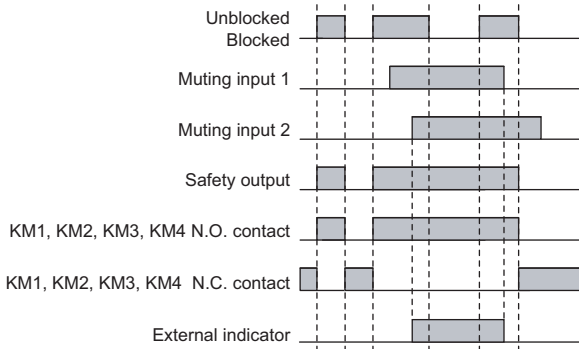 Unblocked
Blocked
Muting input 1
Muting input 2
Safety output
KM1, KM2, KM3, KM4 N.O. contact
KM1, KM2, KM3, KM4 N.C. contact
External indicator